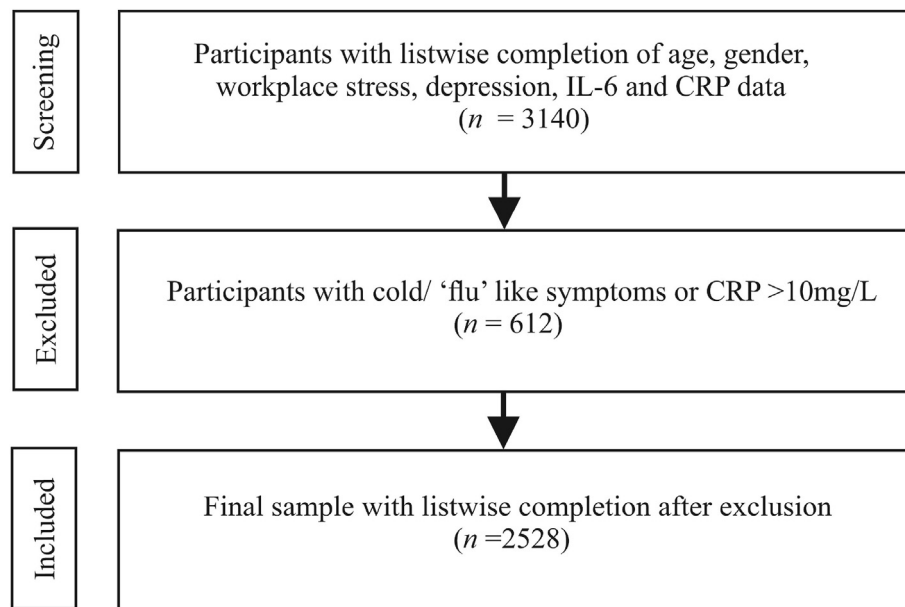 Screening
Participants with listwise completion of age, gender,
workplace stress, depression, IL-6 and CRP data
(n = 3140)
Excluded
Participants with cold/ ‘flu’ like symptoms or CRP >10mg/L
(n = 612)
Included
Final sample with listwise completion after exclusion
(n =2528)